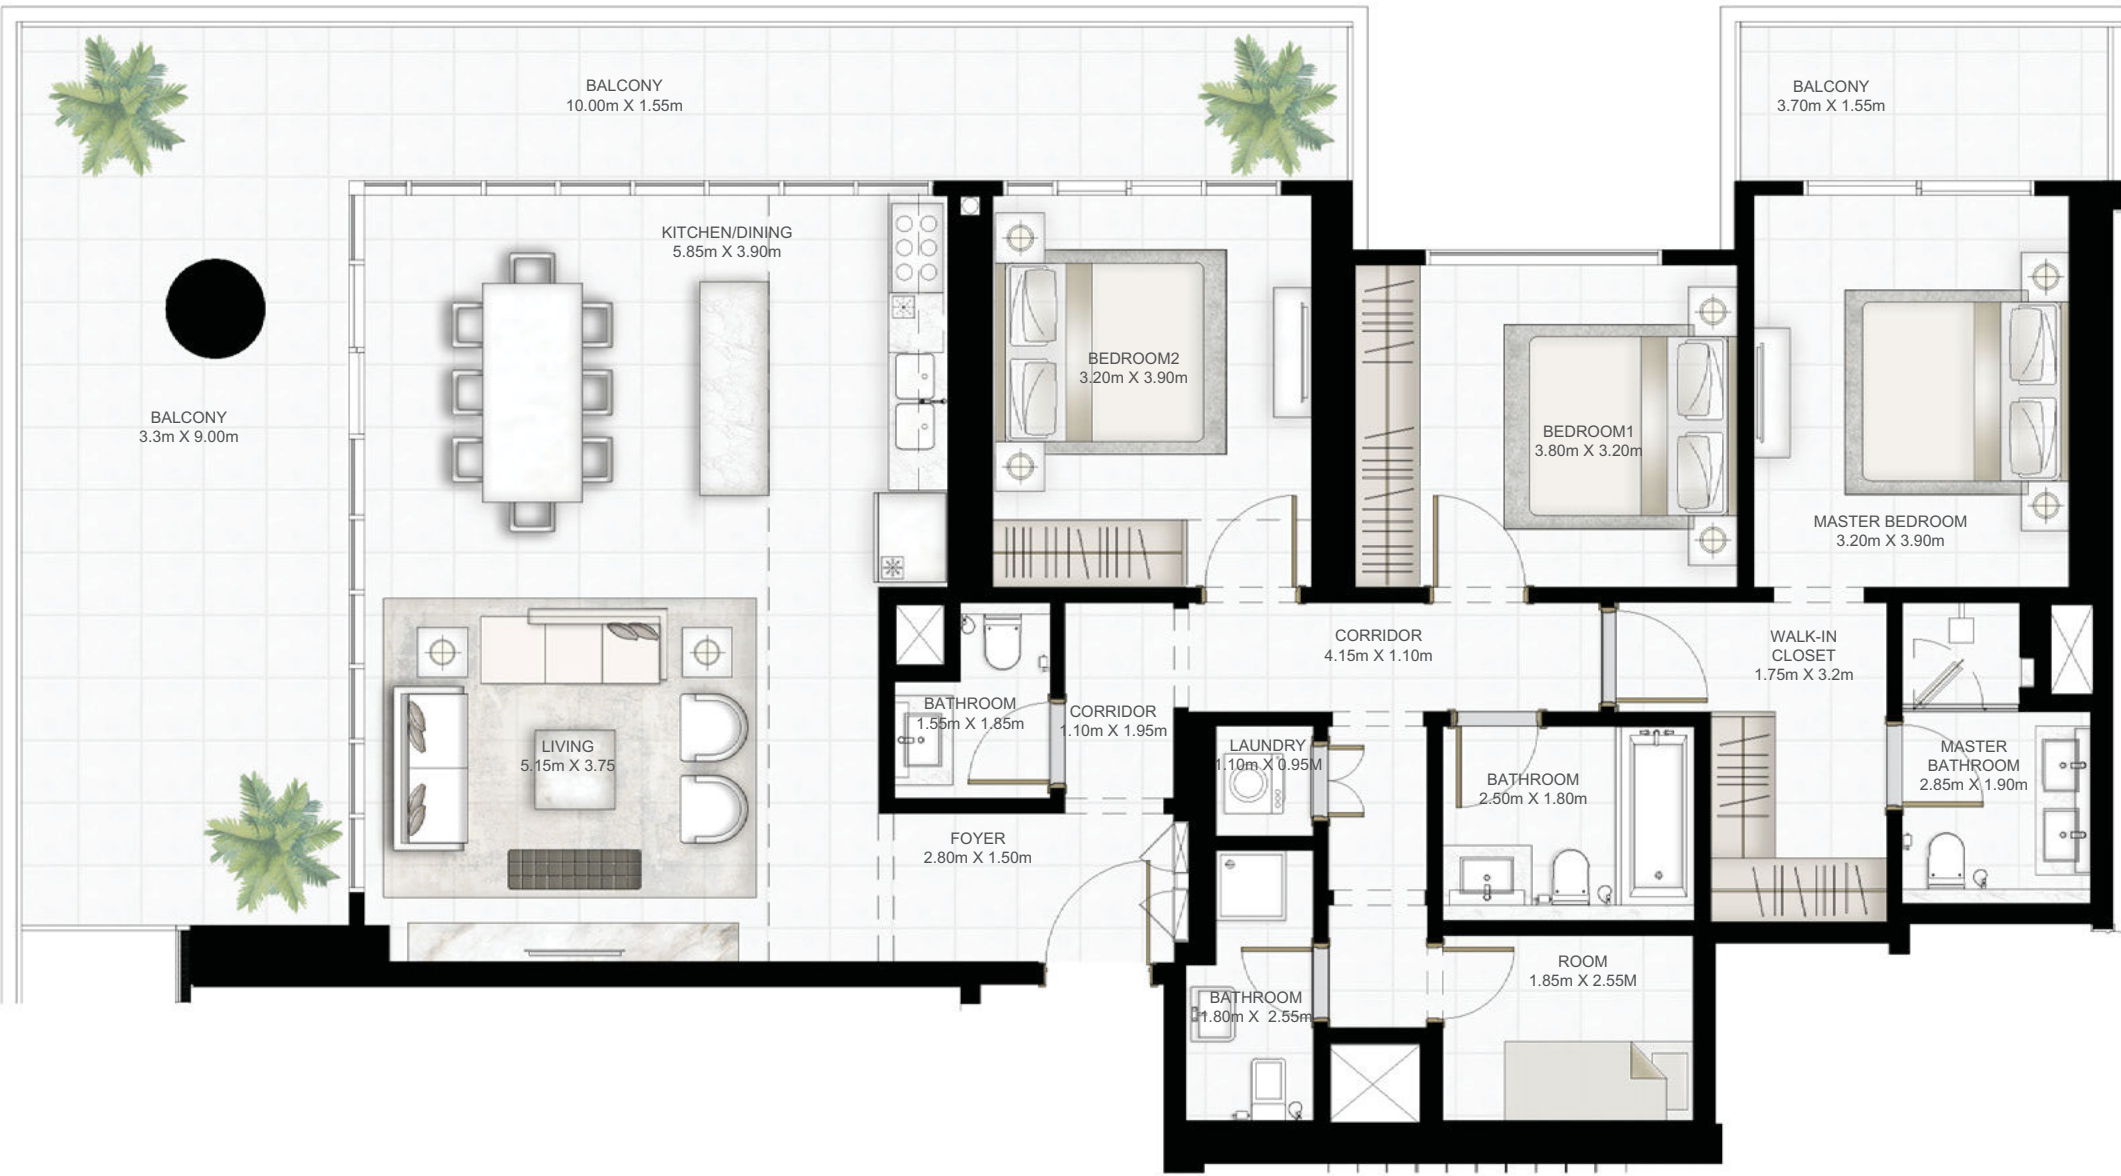 BALCONY
10.00m X 1.55m
BALCONY
3.70m X 1.55m
KITCHEN/DINING
5.85m X 3.90m
BEDROOM2
3.20m X 3.90m
BALCONY
3.3m X 9.00m
BEDROOM1
3.80m X 3.20m
MASTER BEDROOM
3.20m X 3.90m
CORRIDOR
4.15m X 1.10m
WALK-IN
CLOSET
1.75m X 3.2m
BATHROOM
1.55m X 1.85m
CORRIDOR
1.10m X 1.95m
LIVING
5.15m X 3.75
LAUNDRY
1.10m X 0.95M
BATHROOM
2.50m X 1.80m
MASTER
BATHROOM
2.85m X 1.90m
FOYER
2.80m X 1.50m
ROOM
1.85m X 2.55M
BATHROOM
1.80m X 2.55m